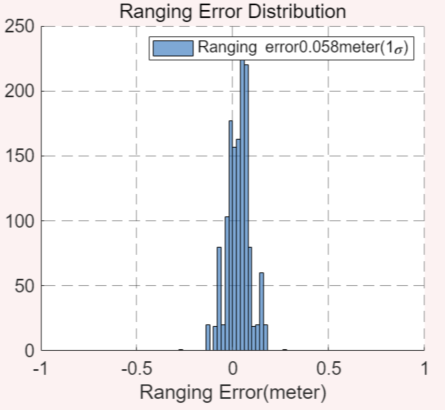 Ranging Error Distribution
250
Ranging error0.058meter(1σ)
200
150
100
50
0
-1 -0.5 0 0.5 1
Ranging Error(meter)